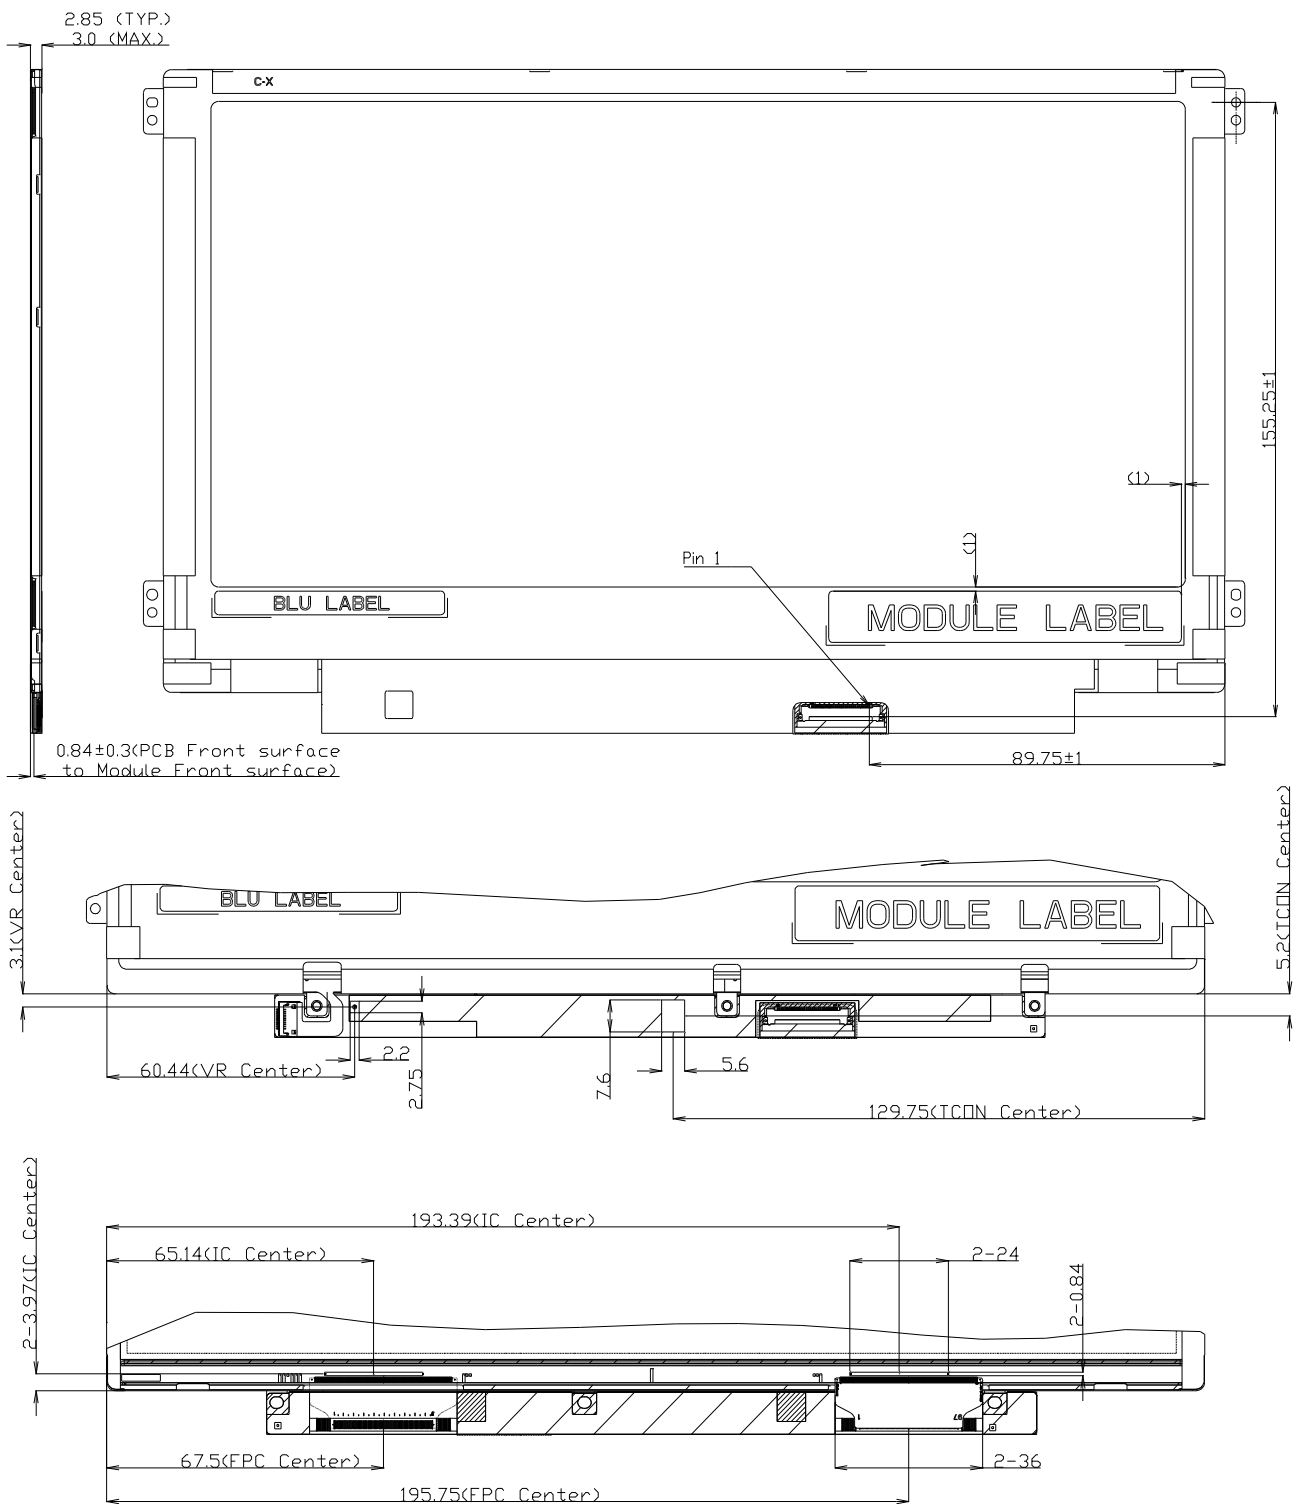 2.85 (TYP.)
3.0 (MAX.)
C-X
155.25±1
(1)
(1)
Pin 1
BLU LABEL
MODULE LABEL
0.84±0.3(PCB Front surface
to Module Front surface)
89.75±1
3.1(VR Center)
5.2(TCON Center)
BLU LABEL
MODULE LABEL
2.2
60.44(VR Center)
2.75
7.6
5.6
129.75(TCON Center)
2-3.97(IC Center)
193.39(IC Center)
65.14(IC Center)
2-24
2-0.84
1
97
67.5(FPC Center)
2-36
195.75(FPC Center)